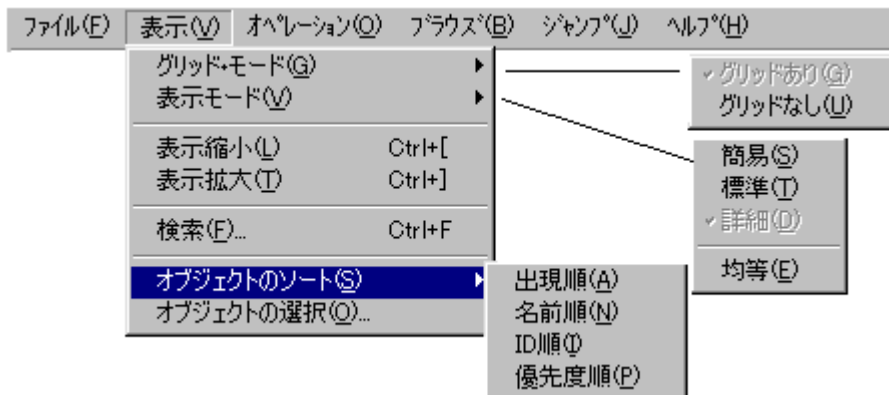 ﾌｧｲﾙ(F) 表示(V) ｵﾍﾟﾚｰｼｮﾝ(O) ﾌﾞﾗｳｽﾞ(B) ｼﾞｬﾝﾌﾟ(J) ﾍﾙﾌﾟ(H)
グリッド・モード(G)
表示モード(V)
表示縮小(L) Ctrl+[
表示拡大(T) Ctrl+]
検索(F)... Ctrl+F
オブジェクトのソート(S)
オブジェクトの選択(O)...
グリッドあり(G)
グリッドなし(U)
簡易(S)
標準(T)
詳細(D)
均等(E)
出現順(A)
名前順(N)
ID順(I)
優先度順(P)